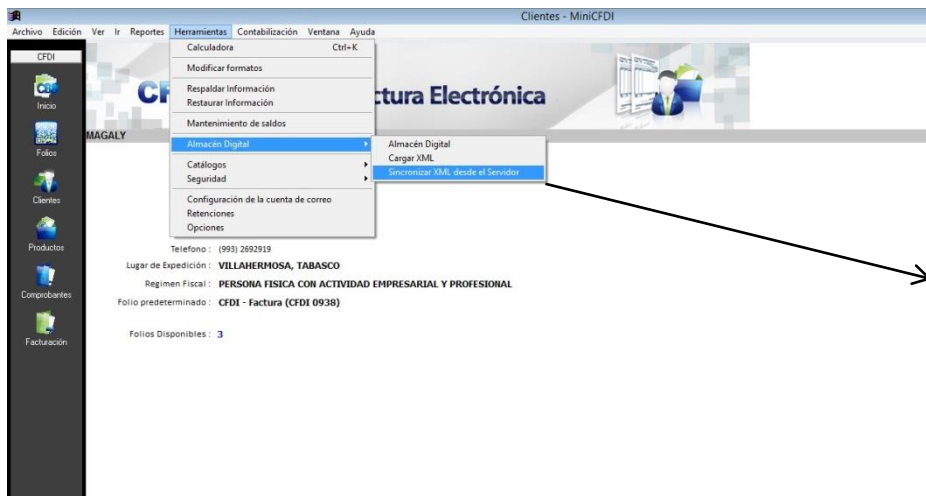 Clientes - MiniCFDI
Archivo Edición Ver Ir Reportes Herramientas Contabilización Ventana Ayuda
CFDI
Inicio
Folios
Clientes
Productos
Comprobantes
Facturación
CF
ctura Electrónica
MAGALY
Calculadora Ctrl+K
Modificar formatos
Respaldar Información
Restaurar Información
Mantenimiento de saldos
Almacén Digital
Catálogos
Seguridad
Configuración de la cuenta de correo
Retenciones
Opciones
Almacén Digital
Cargar XML
Sincronizar XML desde el Servidor
Telefono : (993) 2692919
Lugar de Expedición : VILLAHERMOSA, TABASCO
Regimen Fiscal : PERSONA FISICA CON ACTIVIDAD EMPRESARIAL Y PROFESIONAL
Folio predeterminado : CFDI - Factura (CFDI 0938)
Folios Disponibles : 3